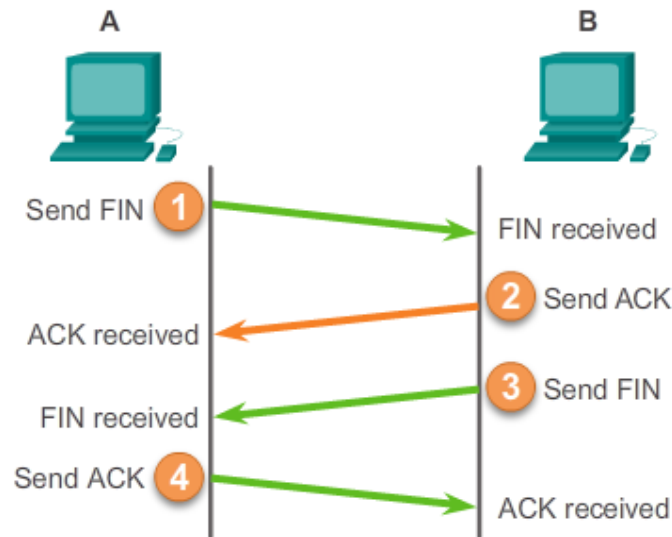 A
B
Send FIN 1
FIN received
2 Send ACK
ACK received
3 Send FIN
FIN received
Send ACK 4
ACK received